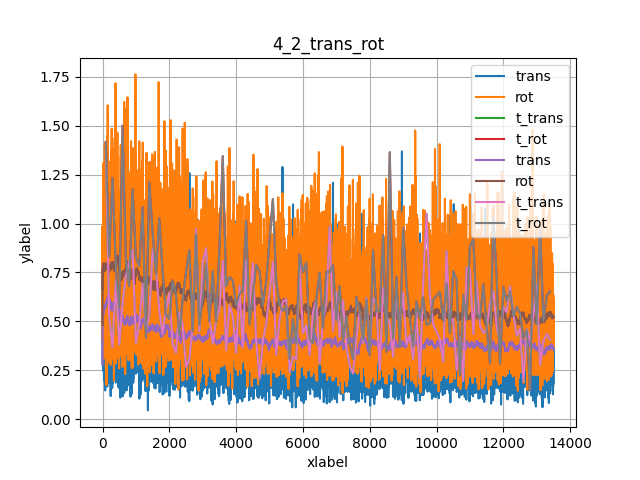 4_2_trans_rot
1.75
1.50
1.25
1.00
0.75
0.50
0.25
0.00
ylabel
trans
rot
t_trans
t_rot
trans
rot
t_trans
t_rot
0 2000 4000 6000 8000 10000 12000 14000
xlabel